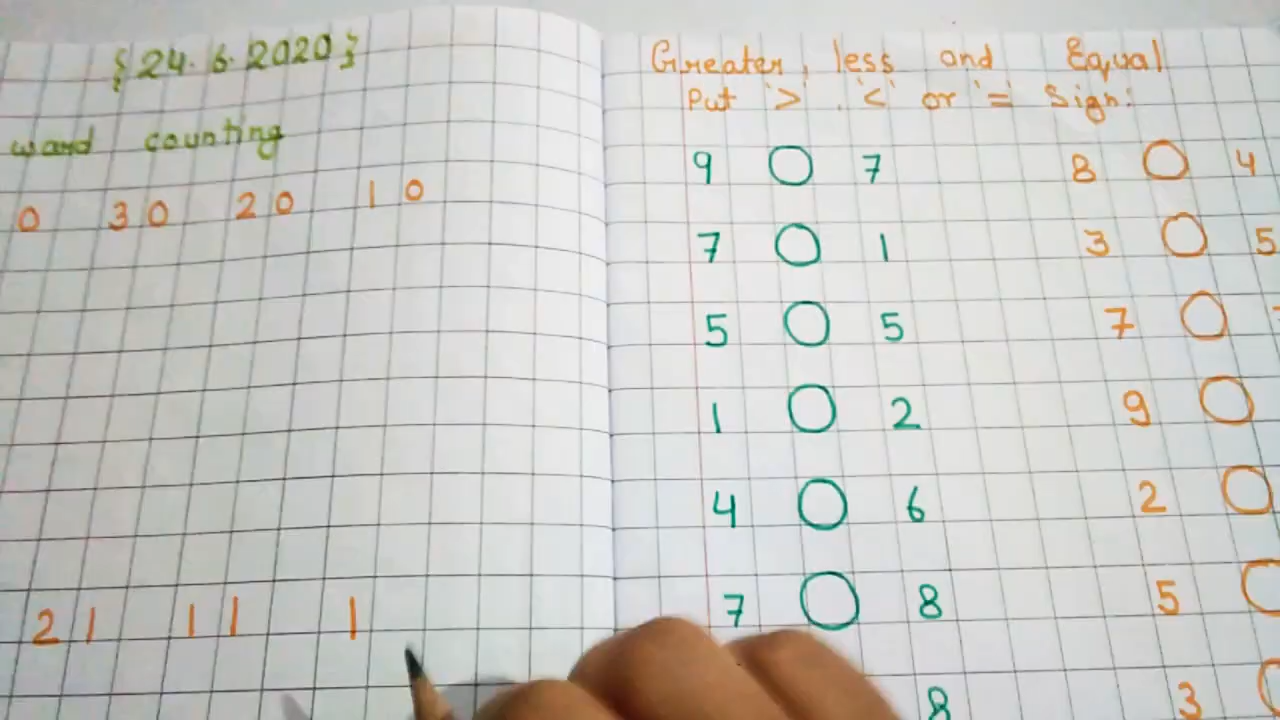 {24.6.2020}
ward counting
0 30 20 10
21 11 1
Greater, less and Equal
Put '>', '<' or '=' Sign:
9 ○ 7 8 ○ 4
7 ○ 1 3 ○ 5
5 ○ 5 7 ○
1 ○ 2 9 ○
4 ○ 6 2 ○
7 ○ 8 5 ○
8 3